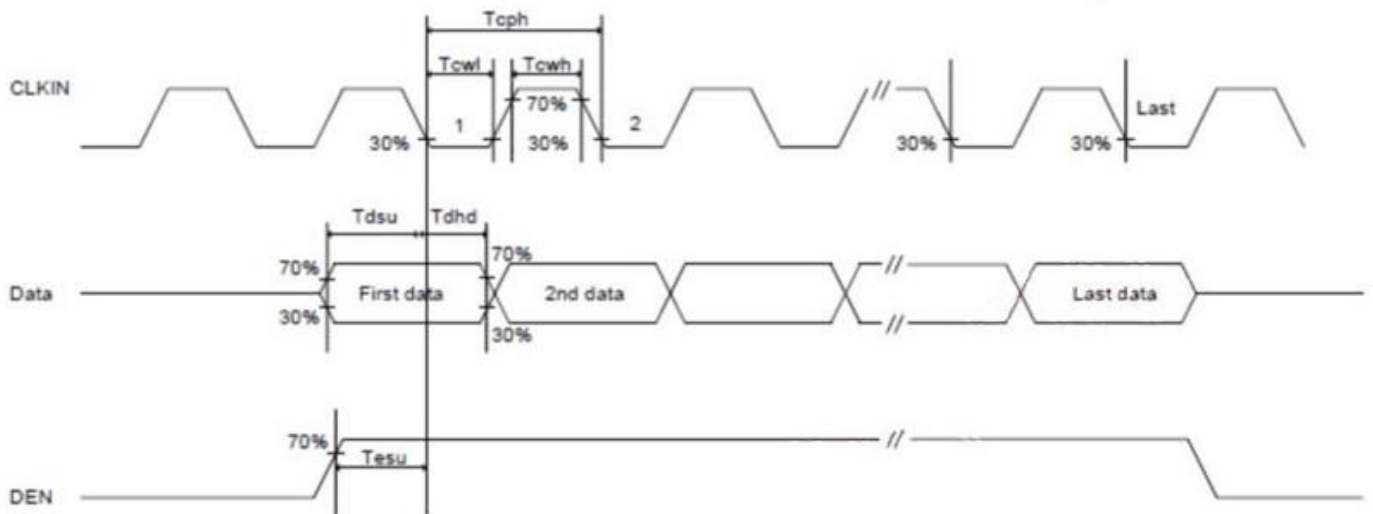 Tcph
Tcwl Tcwh
CLKIN
70%
1 2 Last
30% 30% 30% 30%
Tdsu Tdhd
70% 70%
Data First data 2nd data // Last data
30% 30%
70%
Tesu
DEN